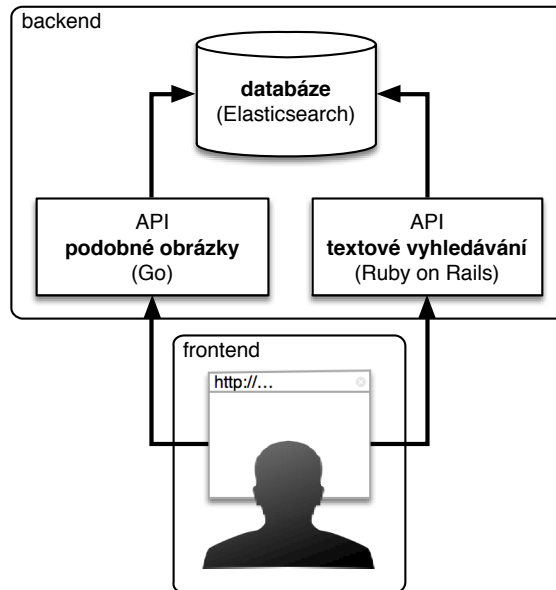 backend
databáze
(Elasticsearch)
API
podobné obrázky
(Go)
API
textové vyhledávání
(Ruby on Rails)
frontend
http://…